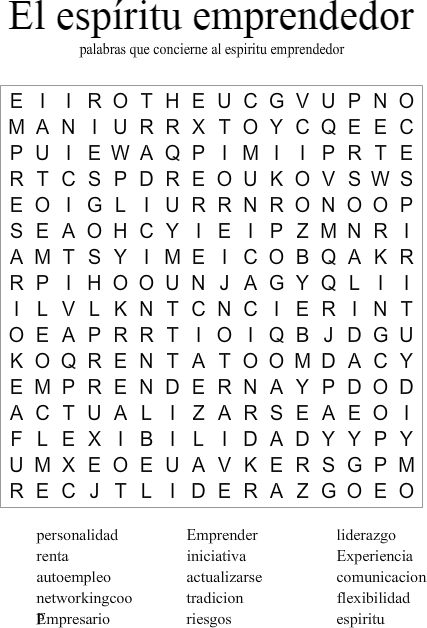 El espíritu emprendedor
palabras que concierne al espiritu emprendedor
E I I R O T H E U C G V U P N O
M A N I U R R X T O Y C Q E E C
P U I E W A Q P I M I I P R T E
R T C S P D R E O U K O V S W S
E O I G L I U R R N R O N O O P
S E A O H C Y I E I P Z M N R I
A M T S Y I M E I C O B Q A K R
R P I H O O U N J A G Y Q L I I
I L V L K N T C N C I E R I N T
O E A P R R T I O I Q B J D G U
K O Q R E N T A T O O M D A C Y
E M P R E N D E R N A Y P D O D
A C T U A L I Z A R S E A E O I
F L E X I B I L I D A D Y Y P Y
U M X E O E U A V K E R S G P M
R E C J T L I D E R A Z G O E O
personalidad Emprender liderazgo
renta iniciativa Experiencia
autoempleo actualizarse comunicacion
networkingcoo tradicion flexibilidad
Empresario riesgos espiritu